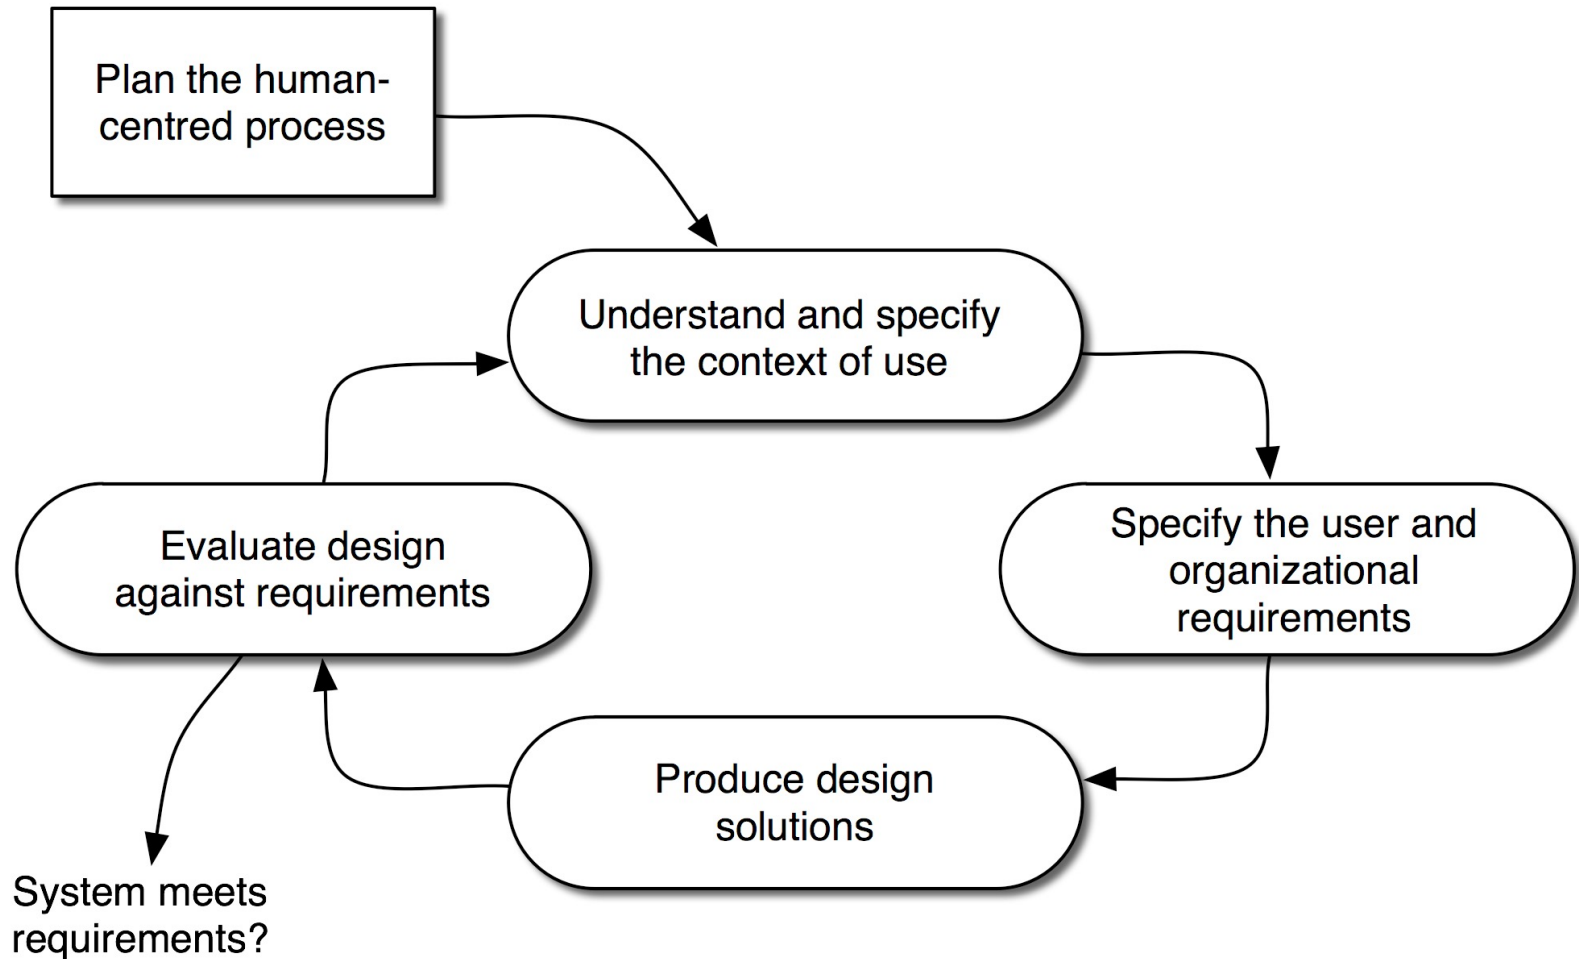 Plan the human-
centred process
Understand and specify
the context of use
Specify the user and
organizational
requirements
Produce design
solutions
Evaluate design
against requirements
System meets
requirements?